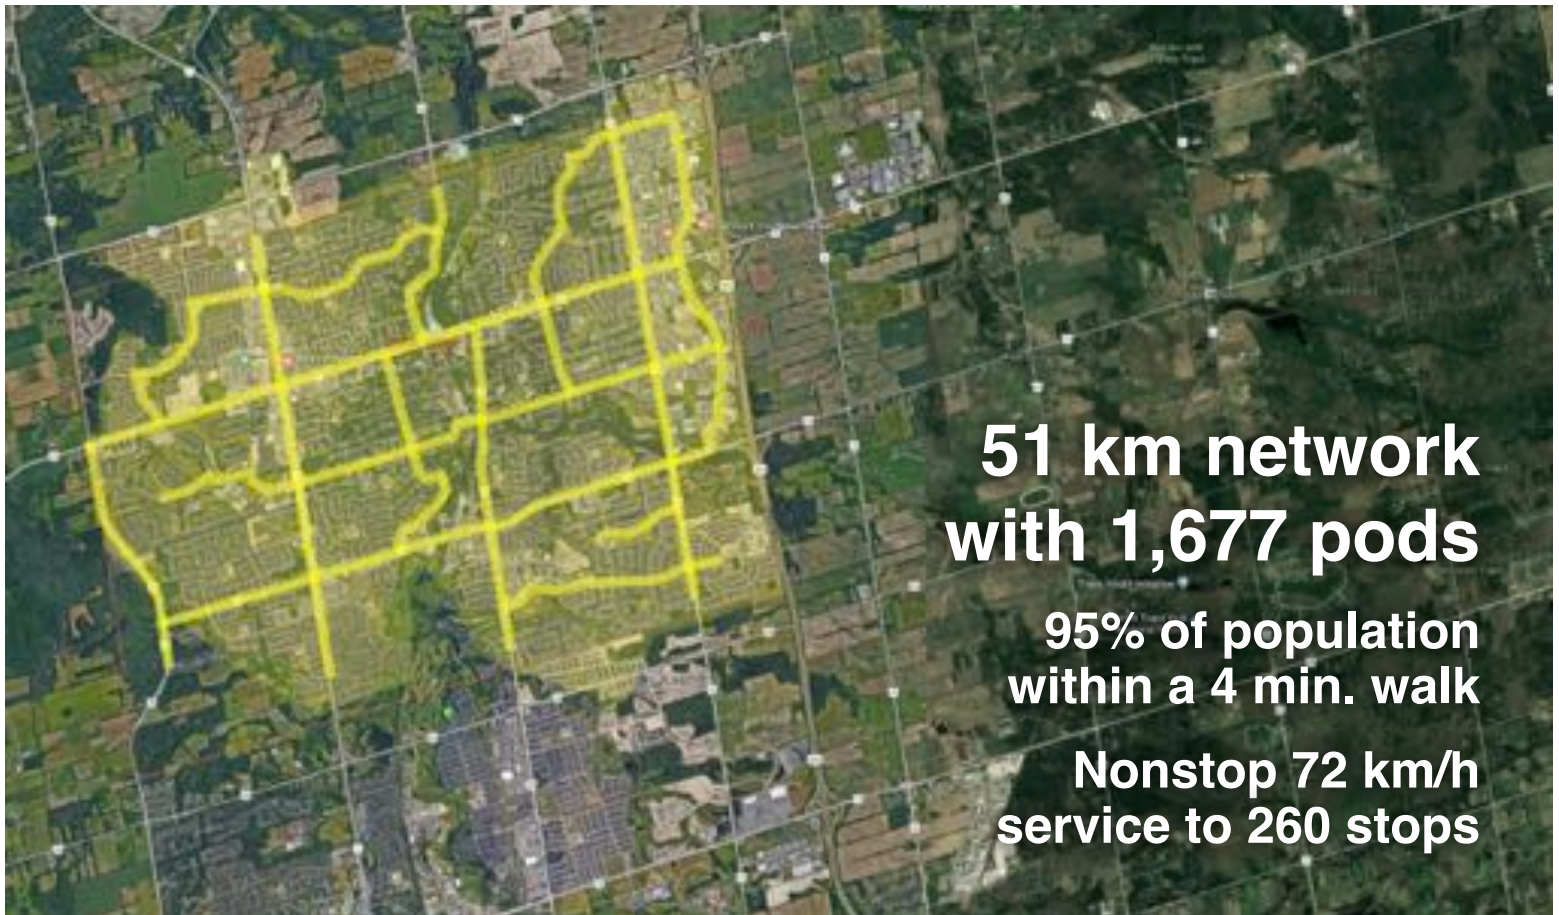 51 km network
with 1,677 pods
95% of population
within a 4 min. walk
Nonstop 72 km/h
service to 260 stops